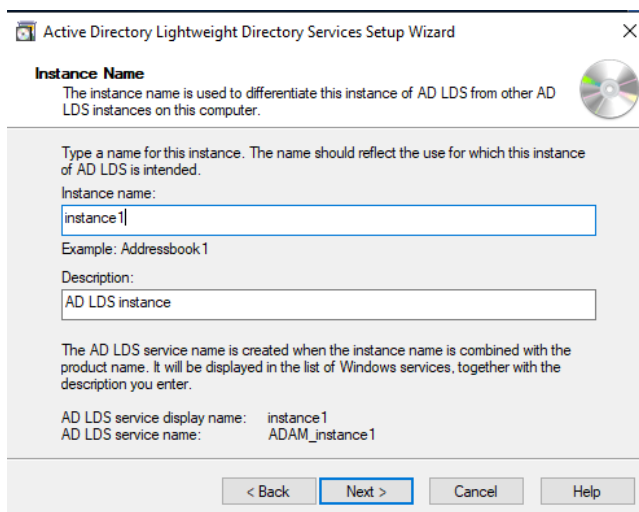 Active Directory Lightweight Directory Services Setup Wizard
Instance Name
The instance name is used to differentiate this instance of AD LDS from other AD
LDS instances on this computer.
Type a name for this instance. The name should reflect the use for which this instance
of AD LDS is intended.
Instance name:
instance1
Example: Addressbook1
Description:
AD LDS instance
The AD LDS service name is created when the instance name is combined with the
product name. It will be displayed in the list of Windows services, together with the
description you enter.
AD LDS service display name: instance1
AD LDS service name: ADAM_instance1
< Back Next > Cancel Help